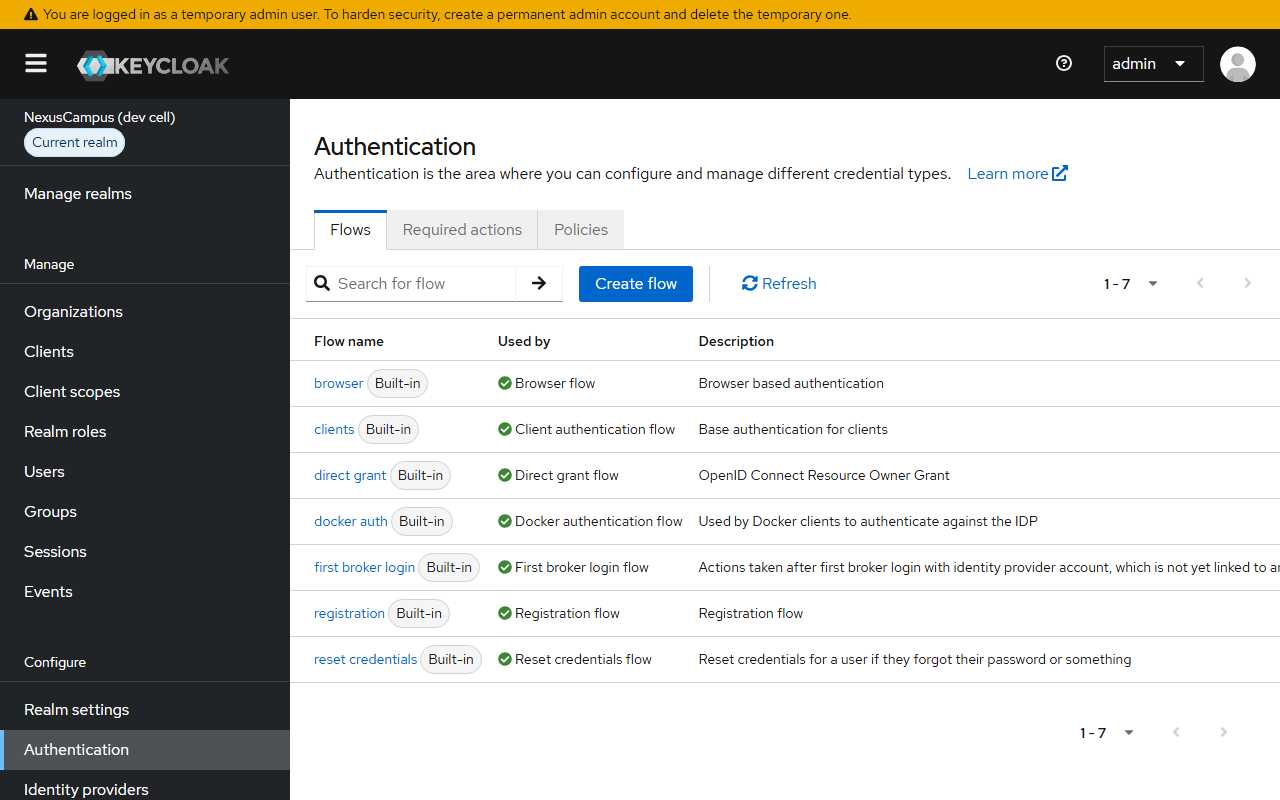 You are logged in as a temporary admin user. To harden security, create a permanent admin account and delete the temporary one.
KEYCLOAK
admin
NexusCampus (dev cell)
Current realm
Manage realms
Manage
Organizations
Clients
Client scopes
Realm roles
Users
Groups
Sessions
Events
Configure
Realm settings
Authentication
Identity providers
Authentication
Authentication is the area where you can configure and manage different credential types. Learn more
Flows Required actions Policies
Search for flow Create flow Refresh 1 - 7
Flow name Used by Description
browser Built-in Browser flow Browser based authentication
clients Built-in Client authentication flow Base authentication for clients
direct grant Built-in Direct grant flow OpenID Connect Resource Owner Grant
docker auth Built-in Docker authentication flow Used by Docker clients to authenticate against the IDP
first broker login Built-in First broker login flow Actions taken after first broker login with identity provider account, which is not yet linked to
registration Built-in Registration flow Registration flow
reset credentials Built-in Reset credentials flow Reset credentials for a user if they forgot their password or something
1 - 7